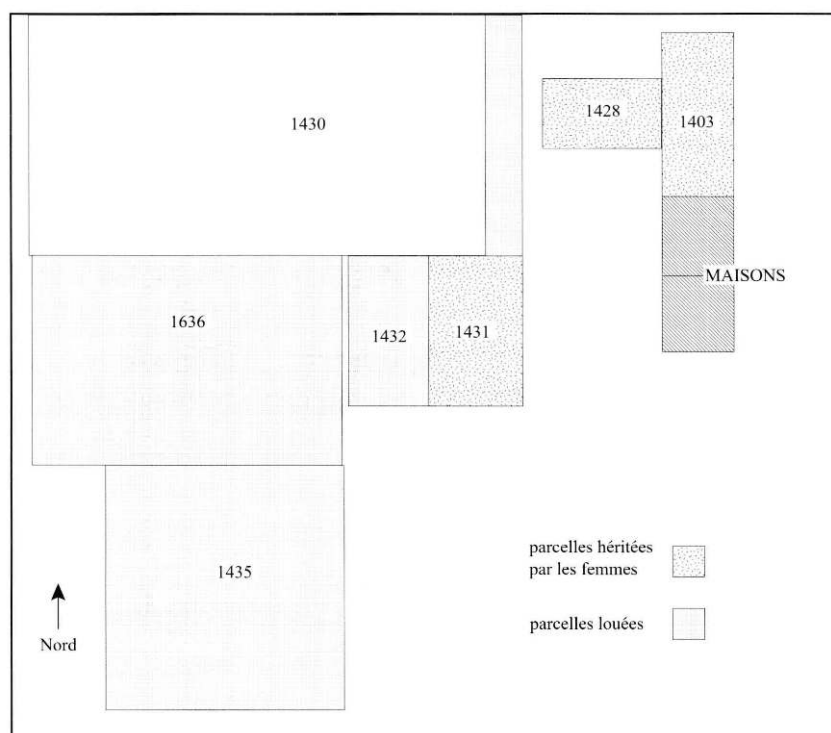 1430
1428
1403
MAISONS
1636
1432
1431
1435
parcelles héritées
par les femmes
parcelles louées
Nord